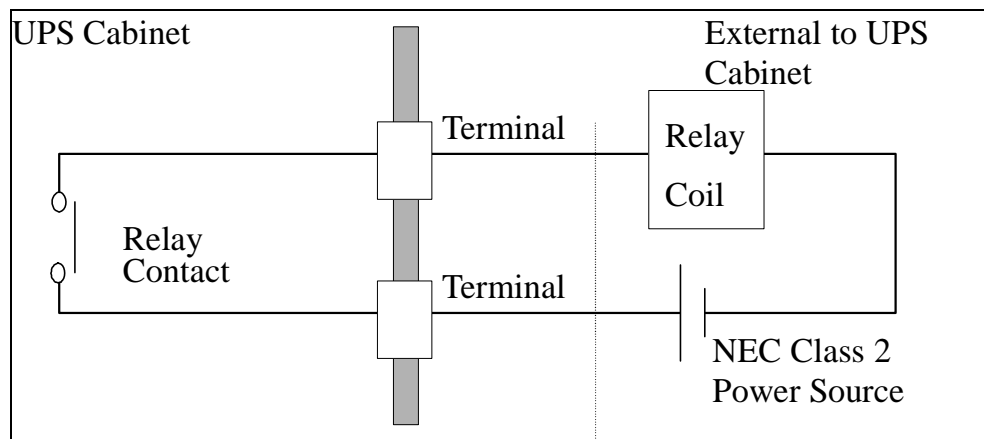 UPS Cabinet
External to UPS
Cabinet
Terminal
Relay
Coil
Relay
Contact
Terminal
NEC Class 2
Power Source